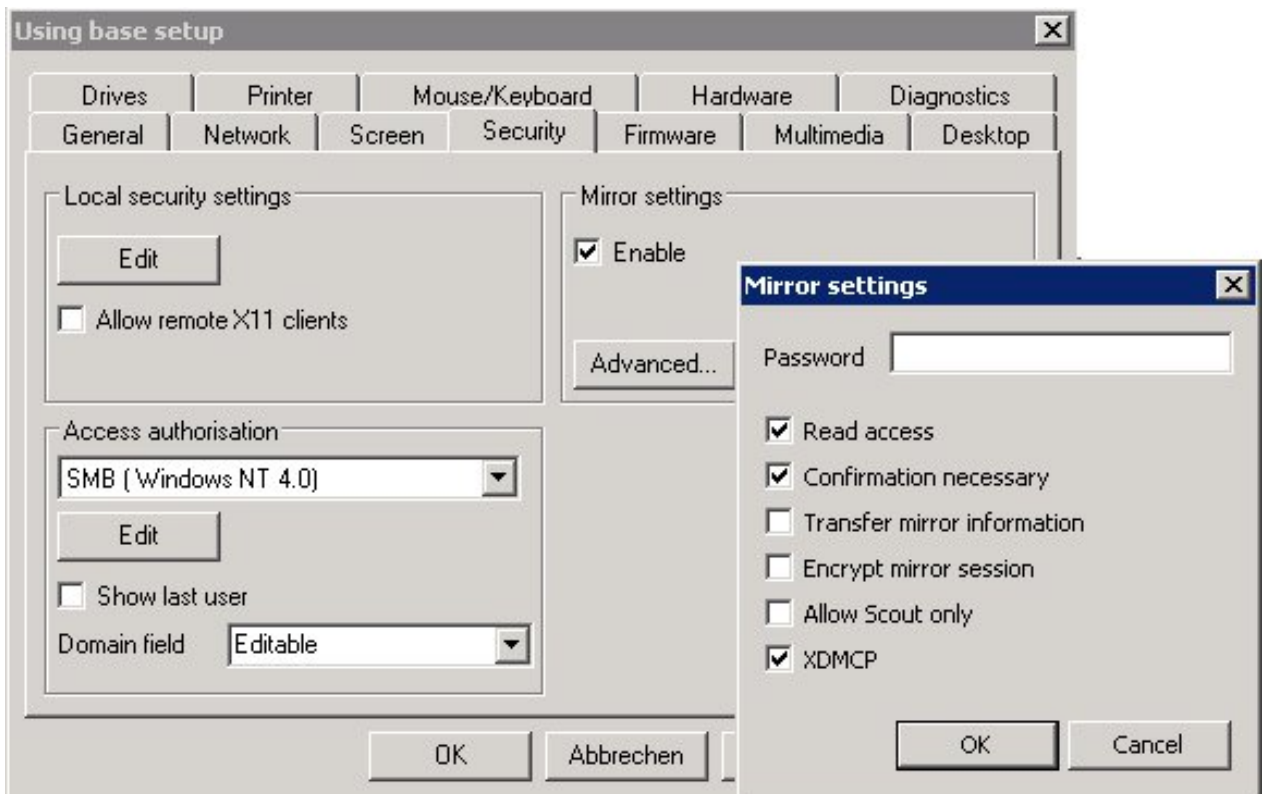 Using base setup
Drives Printer Mouse/Keyboard Hardware Diagnostics
General Network Screen Security Firmware Multimedia Desktop
Local security settings
Edit
Allow remote X11 clients
Mirror settings
Enable
Advanced...
Access authorisation
SMB ( Windows NT 4.0)
Edit
Show last user
Domain field Editable
OK Abbrechen
Mirror settings
Password
Read access
Confirmation necessary
Transfer mirror information
Encrypt mirror session
Allow Scout only
XDMCP
OK Cancel